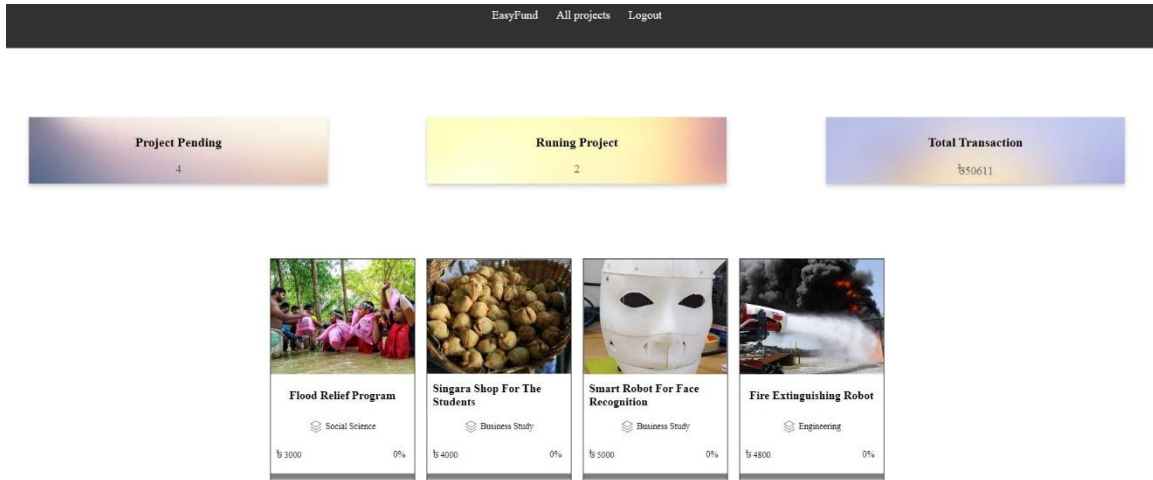 EasyFund All projects Logout
Project Pending
4
Runing Project
2
Total Transaction
৳50611
Flood Relief Program
Social Science
৳ 3000 0%
Singara Shop For The
Students
Business Study
৳ 4000 0%
Smart Robot For Face
Recognition
Business Study
৳ 5000 0%
Fire Extinguishing Robot
Engineering
৳ 4800 0%